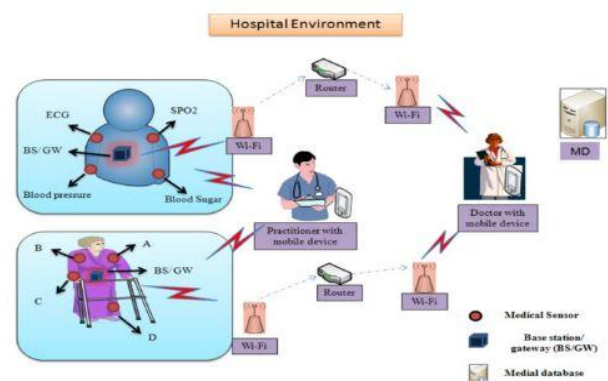 Hospital Environment
ECG
SPO2
BS/GW
Blood pressure
Blood Sugar
Wi-Fi
Router
Wi-Fi
MD
Practitioner with
mobile device
Doctor with
mobile device
B
A
BS/GW
C
D
Wi-Fi
Router
Wi-Fi
Medical Sensor
Base station/
gateway (BS/GW)
Medial database